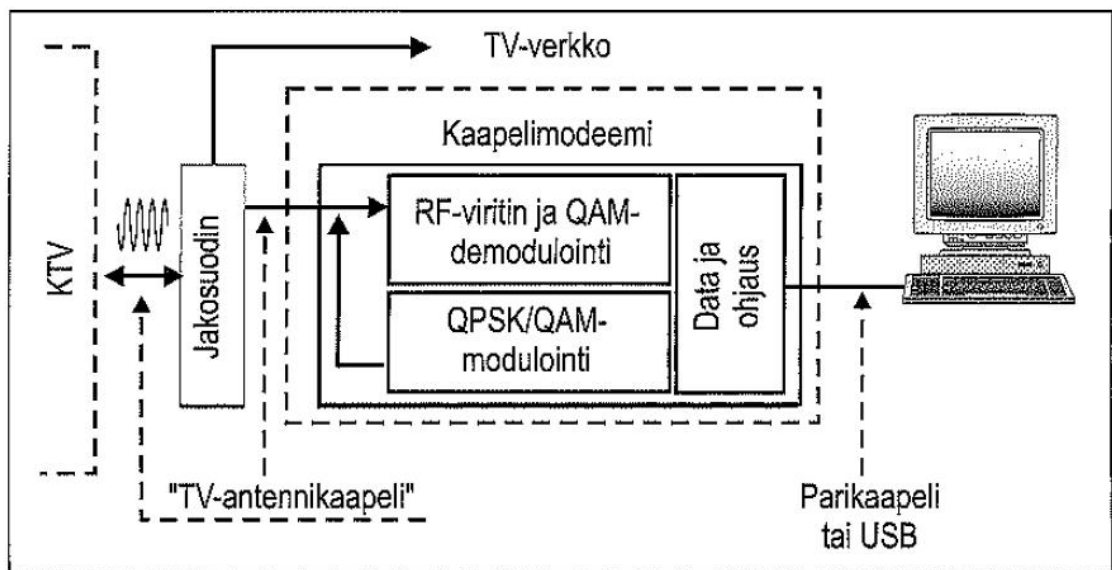 TV-verkko
Kaapelimodeemi
KTV
Jakosuodin
RF-viritin ja QAM-
demodulointi
QPSK/QAM-
modulointi
Data ja
ohjaus
"TV-antennikaapeli"
Parikaapeli
tai USB